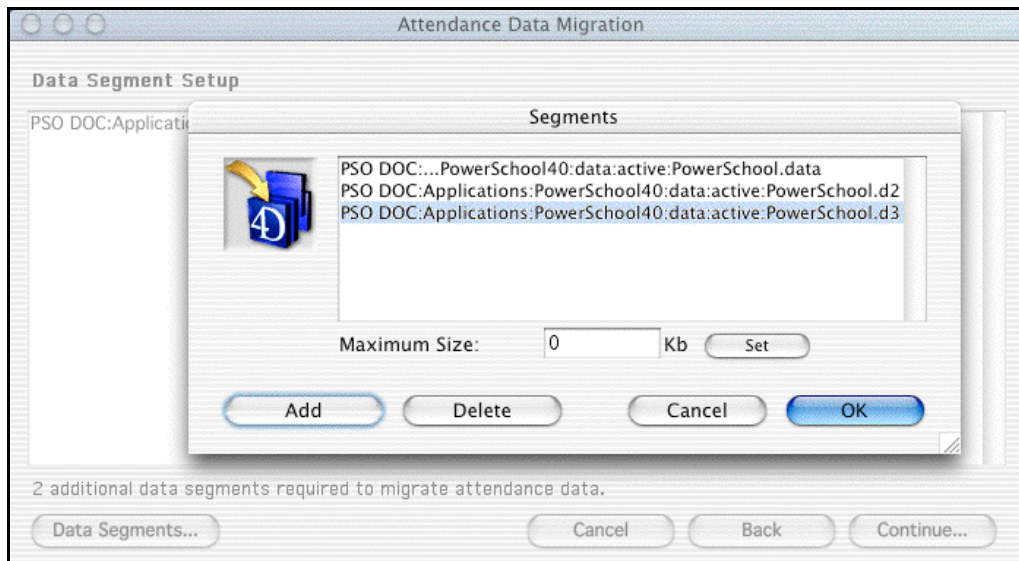 Attendance Data Migration
Data Segment Setup
PSO DOC:Applicati
Segments
4D
PSO DOC:...PowerSchool40:data:active:PowerSchool.data
PSO DOC:Applications:PowerSchool40:data:active:PowerSchool.d2
PSO DOC:Applications:PowerSchool40:data:active:PowerSchool.d3
Maximum Size: 0 Kb Set
Add Delete Cancel OK
2 additional data segments required to migrate attendance data.
Data Segments... Cancel Back Continue...